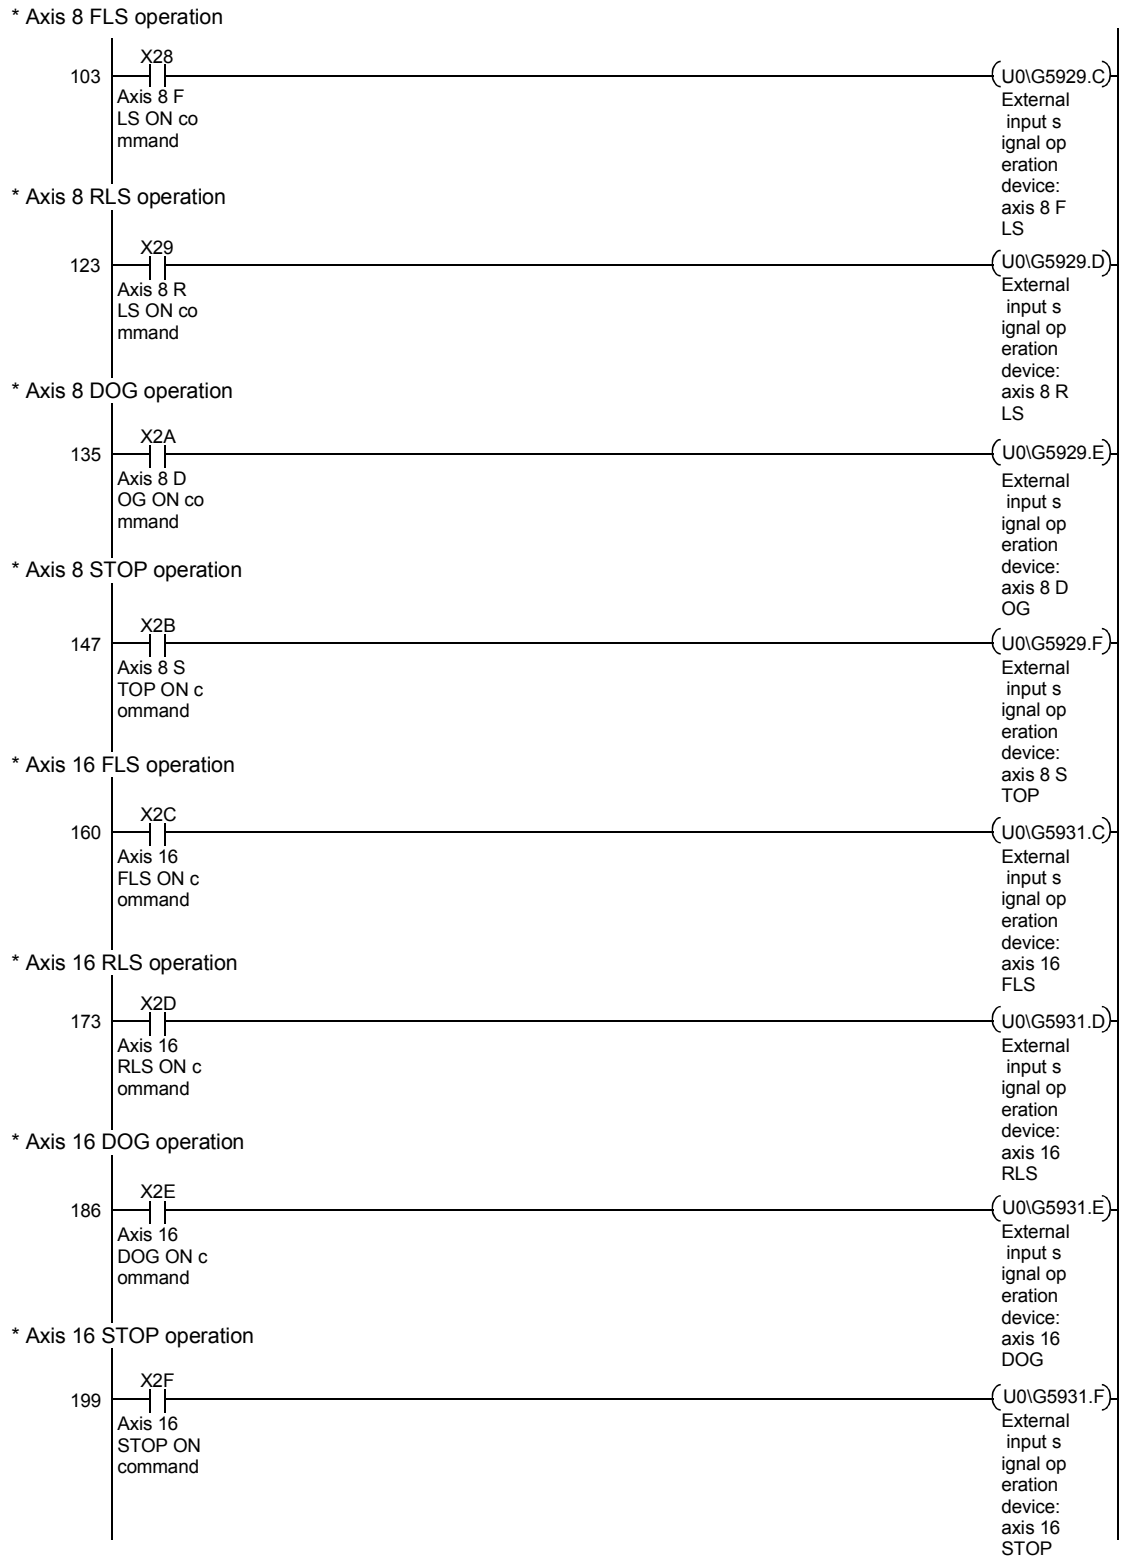 * Axis 8 FLS operation
X28
103
U0\G5929.C
Axis 8 F
LS ON co
mmand
External
input s
ignal op
eration
device:
axis 8 F
LS
* Axis 8 RLS operation
X29
123
U0\G5929.D
Axis 8 R
LS ON co
mmand
External
input s
ignal op
eration
device:
axis 8 R
LS
* Axis 8 DOG operation
X2A
135
U0\G5929.E
Axis 8 D
OG ON co
mmand
External
input s
ignal op
eration
device:
axis 8 D
OG
* Axis 8 STOP operation
X2B
147
U0\G5929.F
Axis 8 S
TOP ON c
ommand
External
input s
ignal op
eration
device:
axis 8 S
TOP
* Axis 16 FLS operation
X2C
160
U0\G5931.C
Axis 16
FLS ON c
ommand
External
input s
ignal op
eration
device:
axis 16
FLS
* Axis 16 RLS operation
X2D
173
U0\G5931.D
Axis 16
RLS ON c
ommand
External
input s
ignal op
eration
device:
axis 16
RLS
* Axis 16 DOG operation
X2E
186
U0\G5931.E
Axis 16
DOG ON c
ommand
External
input s
ignal op
eration
device:
axis 16
DOG
* Axis 16 STOP operation
X2F
199
U0\G5931.F
Axis 16
STOP ON
command
External
input s
ignal op
eration
device:
axis 16
STOP